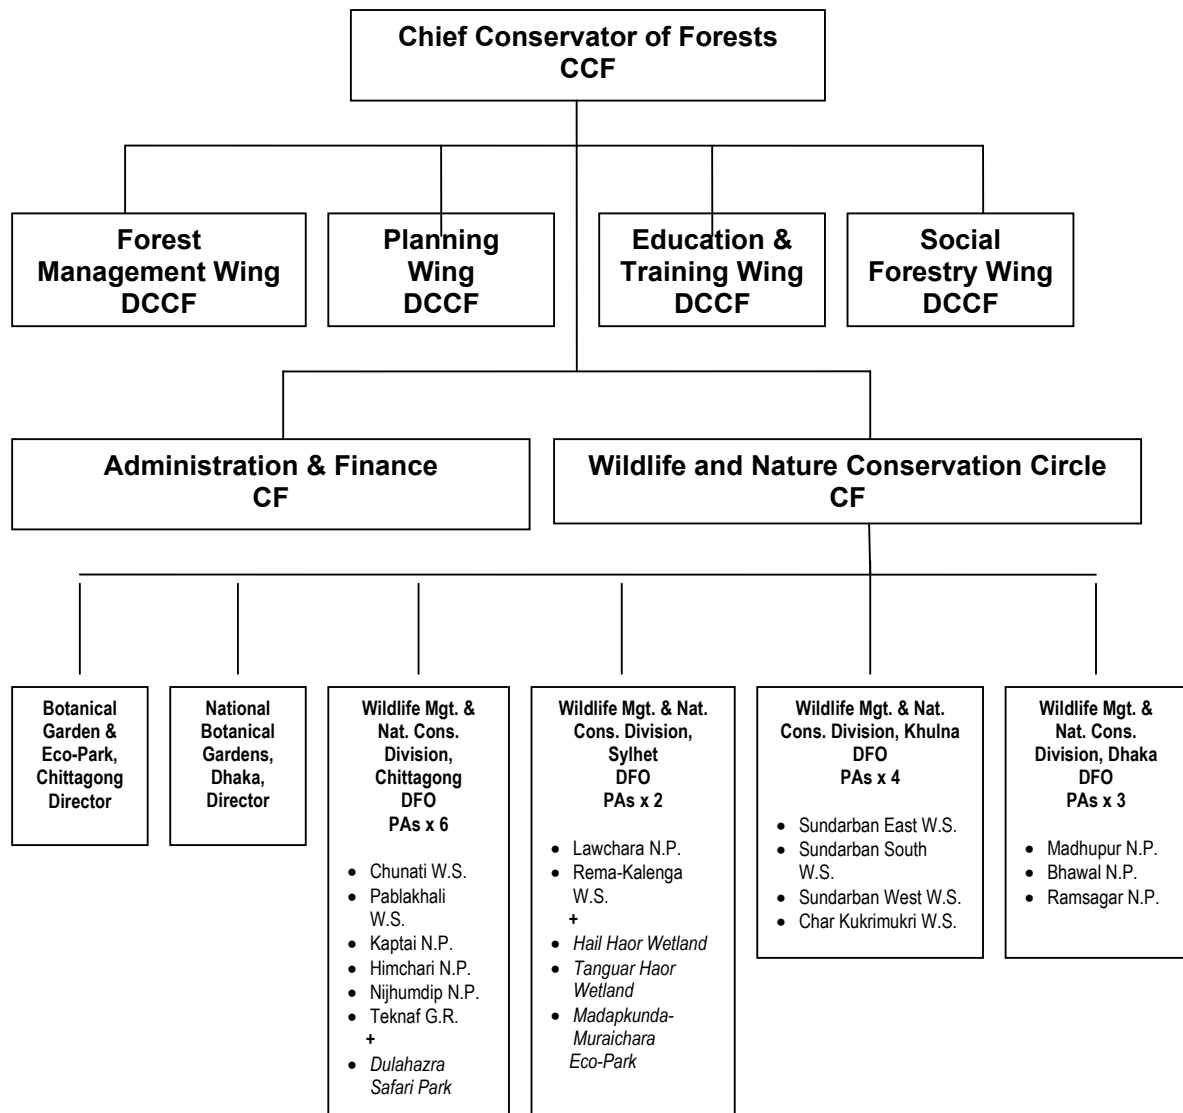 Chief Conservator of Forests
CCF
Forest
Management Wing
DCCF
Planning
Wing
DCCF
Education &
Training Wing
DCCF
Social
Forestry Wing
DCCF
Administration & Finance
CF
Wildlife and Nature Conservation Circle
CF
Botanical
Garden &
Eco-Park,
Chittagong
Director
National
Botanical
Gardens,
Dhaka,
Director
Wildlife Mgt. &
Nat. Cons.
Division,
Chittagong
DFO
PAs x 6
• Chunati W.S.
• Pablakhali
W.S.
• Kaptai N.P.
• Himchari N.P.
• Nijhumdip N.P.
• Teknaf G.R.
+
• Dulahazra
Safari Park
Wildlife Mgt. & Nat.
Cons. Division,
Sylhet
DFO
PAs x 2
• Lawchara N.P.
• Rema-Kalenga
W.S.
+
• Hail Haor Wetland
• Tanguar Haor
Wetland
• Madapkunda-
Muraichara
Eco-Park
Wildlife Mgt. & Nat.
Cons. Division, Khulna
DFO
PAs x 4
• Sundarban East W.S.
• Sundarban South
W.S.
• Sundarban West W.S.
• Char Kukrimukri W.S.
Wildlife Mgt. &
Nat. Cons.
Division, Dhaka
DFO
PAs x 3
• Madhupur N.P.
• Bhawal N.P.
• Ramsagar N.P.